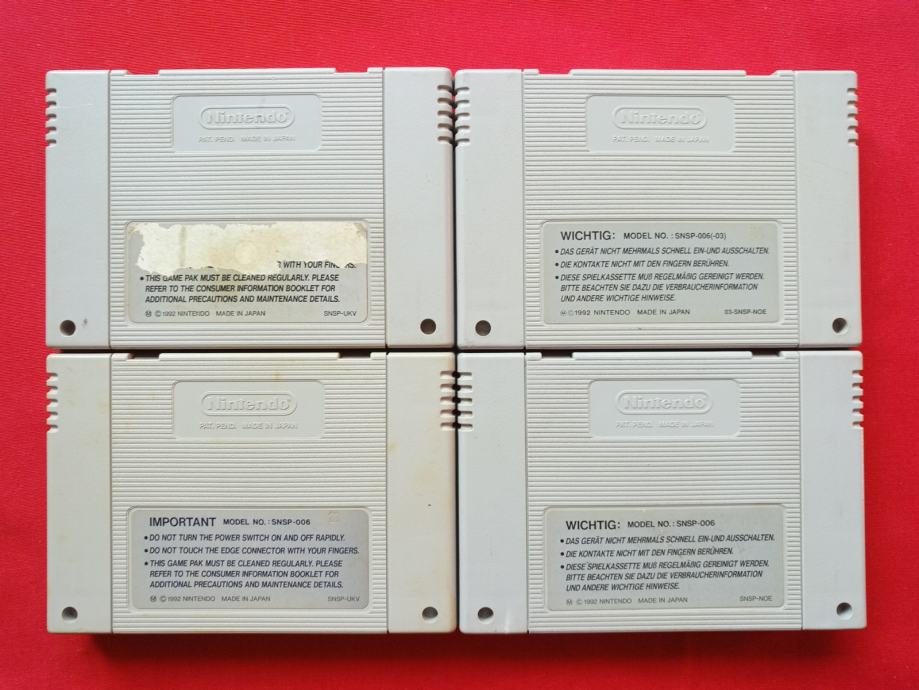 Nintendo
PAT. PEND. MADE IN JAPAN
WITH YOUR FINGERS.
• THIS GAME PAK MUST BE CLEANED REGULARLY. PLEASE
REFER TO THE CONSUMER INFORMATION BOOKLET FOR
ADDITIONAL PRECAUTIONS AND MAINTENANCE DETAILS.
Ⓜ ©1992 NINTENDO MADE IN JAPAN SNSP-UKV
Nintendo
PAT. PEND. MADE IN JAPAN
WICHTIG: MODEL NO. : SNSP-006(-03)
• DAS GERÄT NICHT MEHRMALS SCHNELL EIN-UND AUSSCHALTEN.
• DIE KONTAKTE NICHT MIT DEN FINGERN BERÜHREN.
• DIESE SPIELKASSETTE MUß REGELMÄßIG GEREINIGT WERDEN.
BITTE BEACHTEN SIE DAZU DIE VERBRAUCHERINFORMATION
UND ANDERE WICHTIGE HINWEISE.
Ⓜ ©1992 NINTENDO MADE IN JAPAN 03-SNSP-NOE
Nintendo
PAT. PEND. MADE IN JAPAN
IMPORTANT MODEL NO. : SNSP-006
• DO NOT TURN THE POWER SWITCH ON AND OFF RAPIDLY.
• DO NOT TOUCH THE EDGE CONNECTOR WITH YOUR FINGERS.
• THIS GAME PAK MUST BE CLEANED REGULARLY. PLEASE
REFER TO THE CONSUMER INFORMATION BOOKLET FOR
ADDITIONAL PRECAUTIONS AND MAINTENANCE DETAILS.
Ⓜ ©1992 NINTENDO MADE IN JAPAN SNSP-UKV
Nintendo
PAT. PEND. MADE IN JAPAN
WICHTIG: MODEL NO. : SNSP-006
• DAS GERÄT NICHT MEHRMALS SCHNELL EIN-UND AUSSCHALTEN.
• DIE KONTAKTE NICHT MIT DEN FINGERN BERÜHREN.
• DIESE SPIELKASSETTE MUß REGELMÄßIG GEREINIGT WERDEN.
BITTE BEACHTEN SIE DAZU DIE VERBRAUCHERINFORMATION
UND ANDERE WICHTIGE HINWEISE.
Ⓜ ©1992 NINTENDO MADE IN JAPAN SNSP-NOE